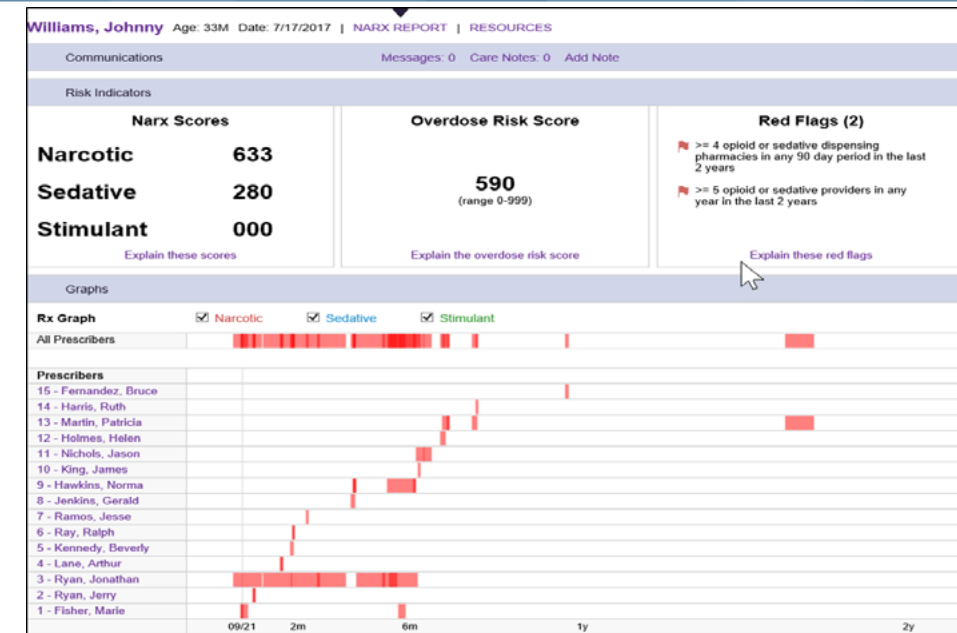 Williams, Johnny Age: 33M Date: 7/17/2017 | NARX REPORT | RESOURCES
Communications Messages: 0 Care Notes: 0 Add Note
Risk Indicators
Narx Scores
Narcotic 633
Sedative 280
Stimulant 000
Explain these scores
Overdose Risk Score
590
(range 0-999)
Explain the overdose risk score
Red Flags (2)
>= 4 opioid or sedative dispensing
pharmacies in any 90 day period in the last
2 years
>= 5 opioid or sedative providers in any
year in the last 2 years
Explain these red flags
Graphs
Rx Graph Narcotic Sedative Stimulant
All Prescribers
Prescribers
15 - Fernandez, Bruce
14 - Harris, Ruth
13 - Martin, Patricia
12 - Holmes, Helen
11 - Nichols, Jason
10 - King, James
9 - Hawkins, Norma
8 - Jenkins, Gerald
7 - Ramos, Jesse
6 - Ray, Ralph
5 - Kennedy, Beverly
4 - Lane, Arthur
3 - Ryan, Jonathan
2 - Ryan, Jerry
1 - Fisher, Marie
09/21 2m 6m 1y 2y